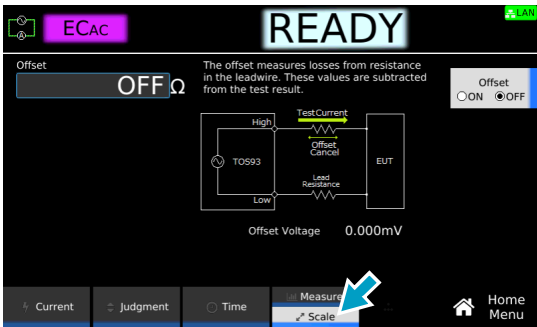 ECAC
READY
LAN
Offset
OFF Ω
The offset measures losses from resistance
in the leadwire. These values are subtracted
from the test result.
Offset
ON OFF
TestCurrent
High
Offset
Cancel
TOS93
EUT
Lead
Resistance
Low
Offset Voltage 0.000mV
Current
Judgment
Time
Measure
Scale
Home
Menu